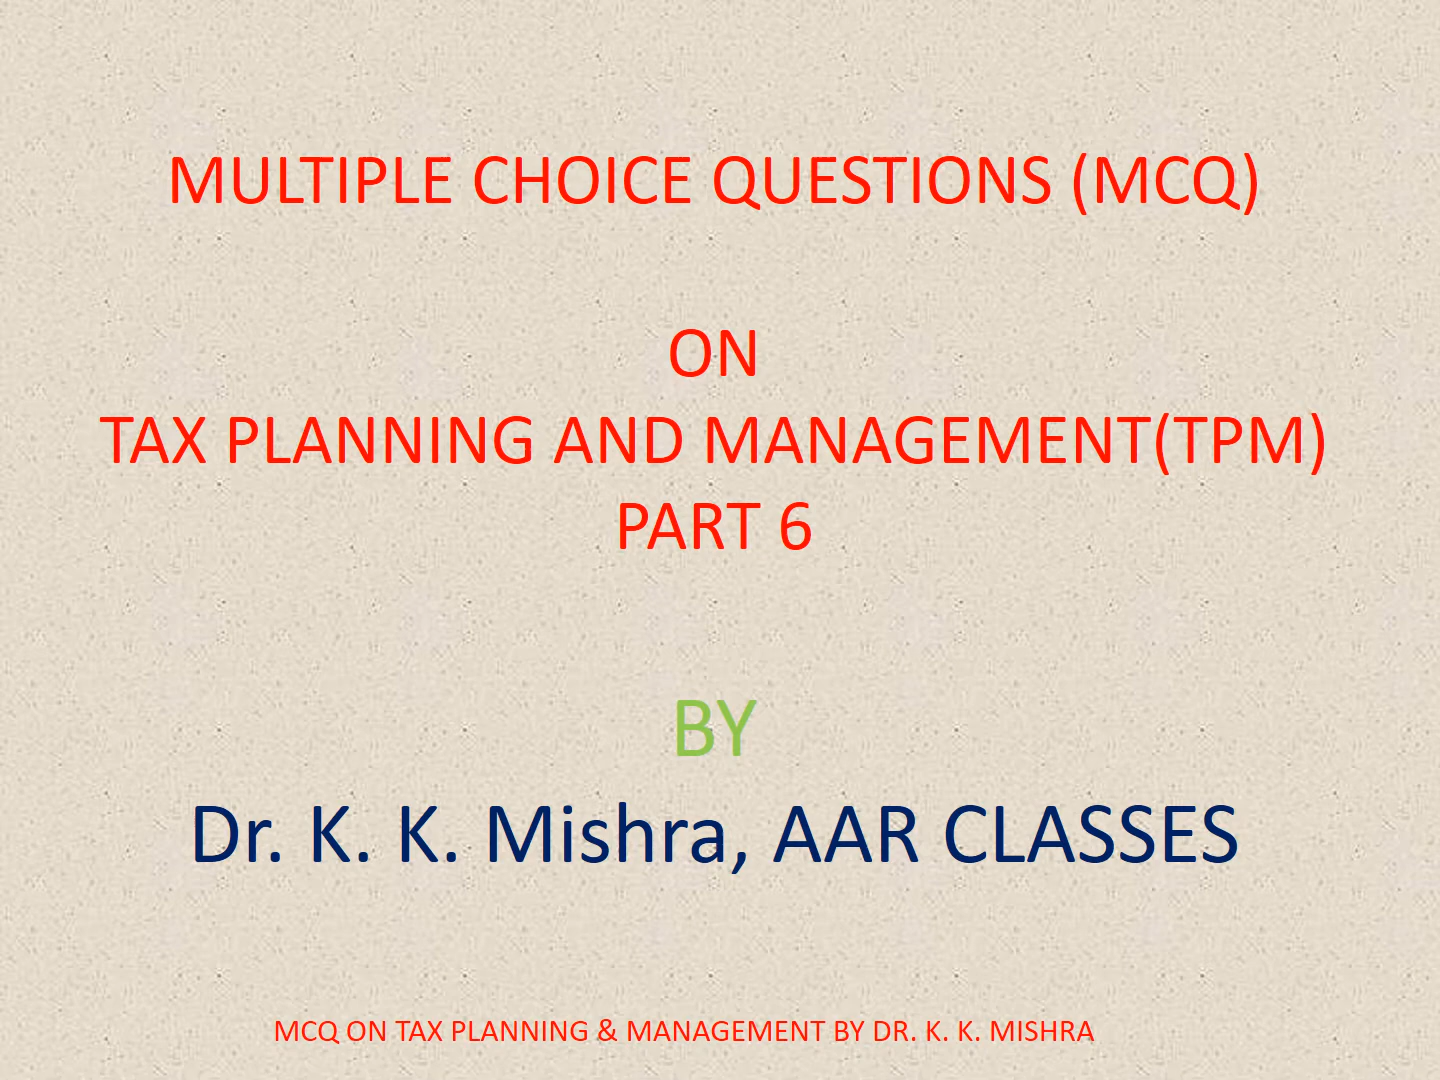 MULTIPLE CHOICE QUESTIONS (MCQ)
ON
TAX PLANNING AND MANAGEMENT(TPM)
PART 6
BY
Dr. K. K. Mishra, AAR CLASSES
MCQ ON TAX PLANNING & MANAGEMENT BY DR. K. K. MISHRA